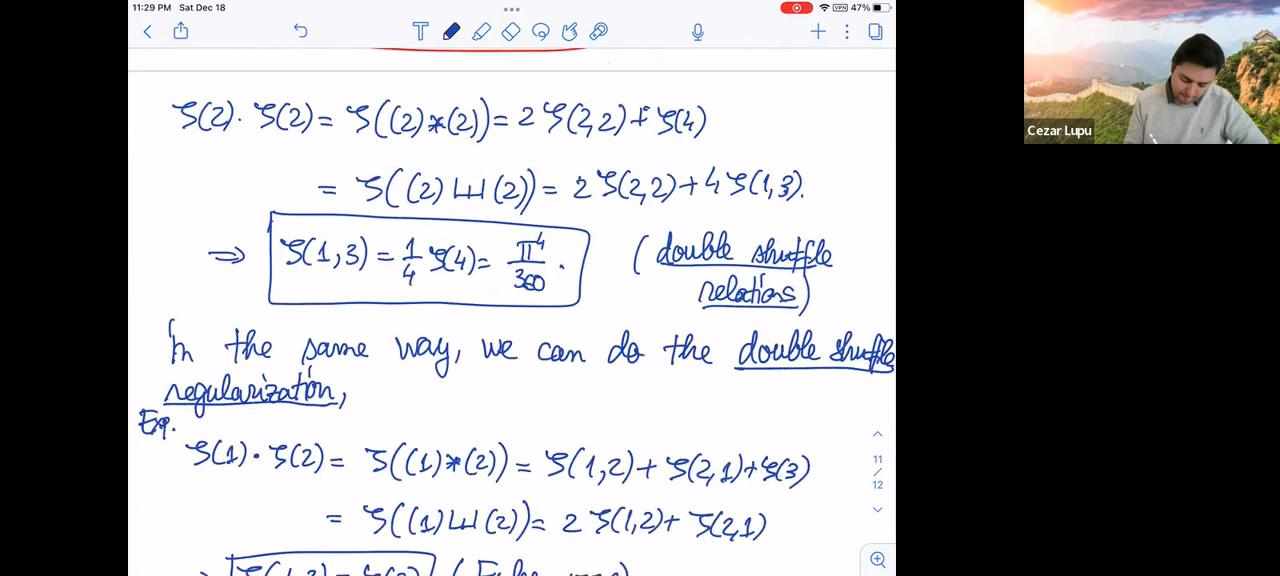 11:29 PM Sat Dec 18
VPN 47%
ζ(2)·ζ(2) = ζ((2)*(2)) = 2ζ(2,2) + ζ(4)
= ζ((2)Ш(2)) = 2ζ(2,2) + 4ζ(1,3).
⇒ ζ(1,3) = 1/4 ζ(4) = π^4/360. (double shuffle
relations)
In the same way, we can do the double shuffle
regularization,
Exp.
ζ(1)·ζ(2) = ζ((1)*(2)) = ζ(1,2) + ζ(2,1) + ζ(3)
= ζ((1)Ш(2)) = 2ζ(1,2) + ζ(2,1)
11
/
12
Cezar Lupu